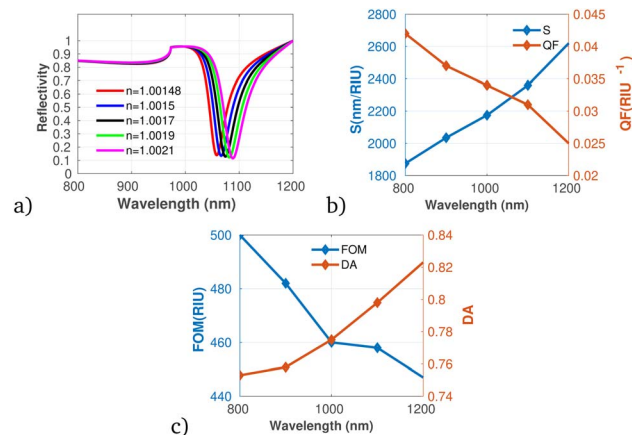 a)
Reflectivity
1
0.9
0.8
0.7
0.6
0.5
0.4
0.3
0.2
0.1
0
n=1.00148
n=1.0015
n=1.0017
n=1.0019
n=1.0021
800 900 1000 1100 1200
Wavelength (nm)
b)
S(nm/RIU)
2800
2600
2400
2200
2000
1800
S
QF
0.045
0.04
0.035
0.03
0.025
0.02
QF(RIU⁻¹)
800 1000 1200
Wavelength (nm)
c)
FOM(RIU)
500
480
460
440
FOM
DA
0.84
0.82
0.8
0.78
0.76
0.74
DA
800 1000 1200
Wavelength (nm)